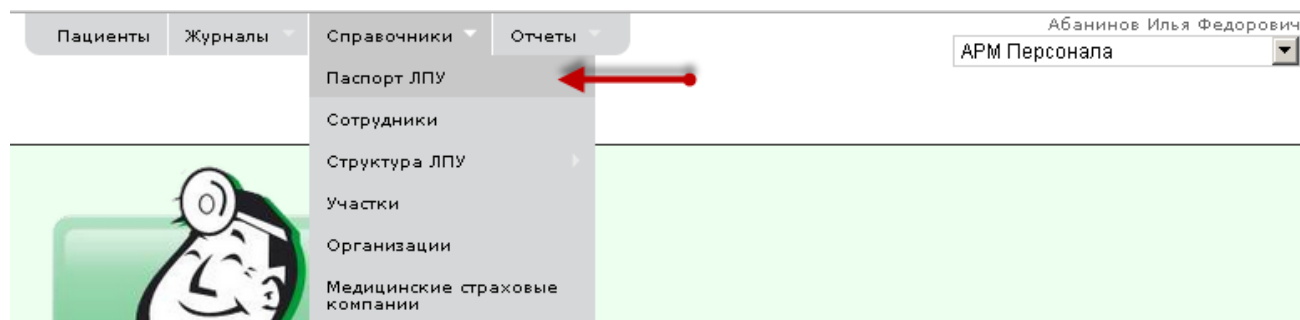 Абанинов Илья Федорович
Пациенты Журналы Справочники Отчеты
АРМ Персонала
Паспорт ЛПУ
Сотрудники
Структура ЛПУ
Участки
Организации
Медицинские страховые
компании